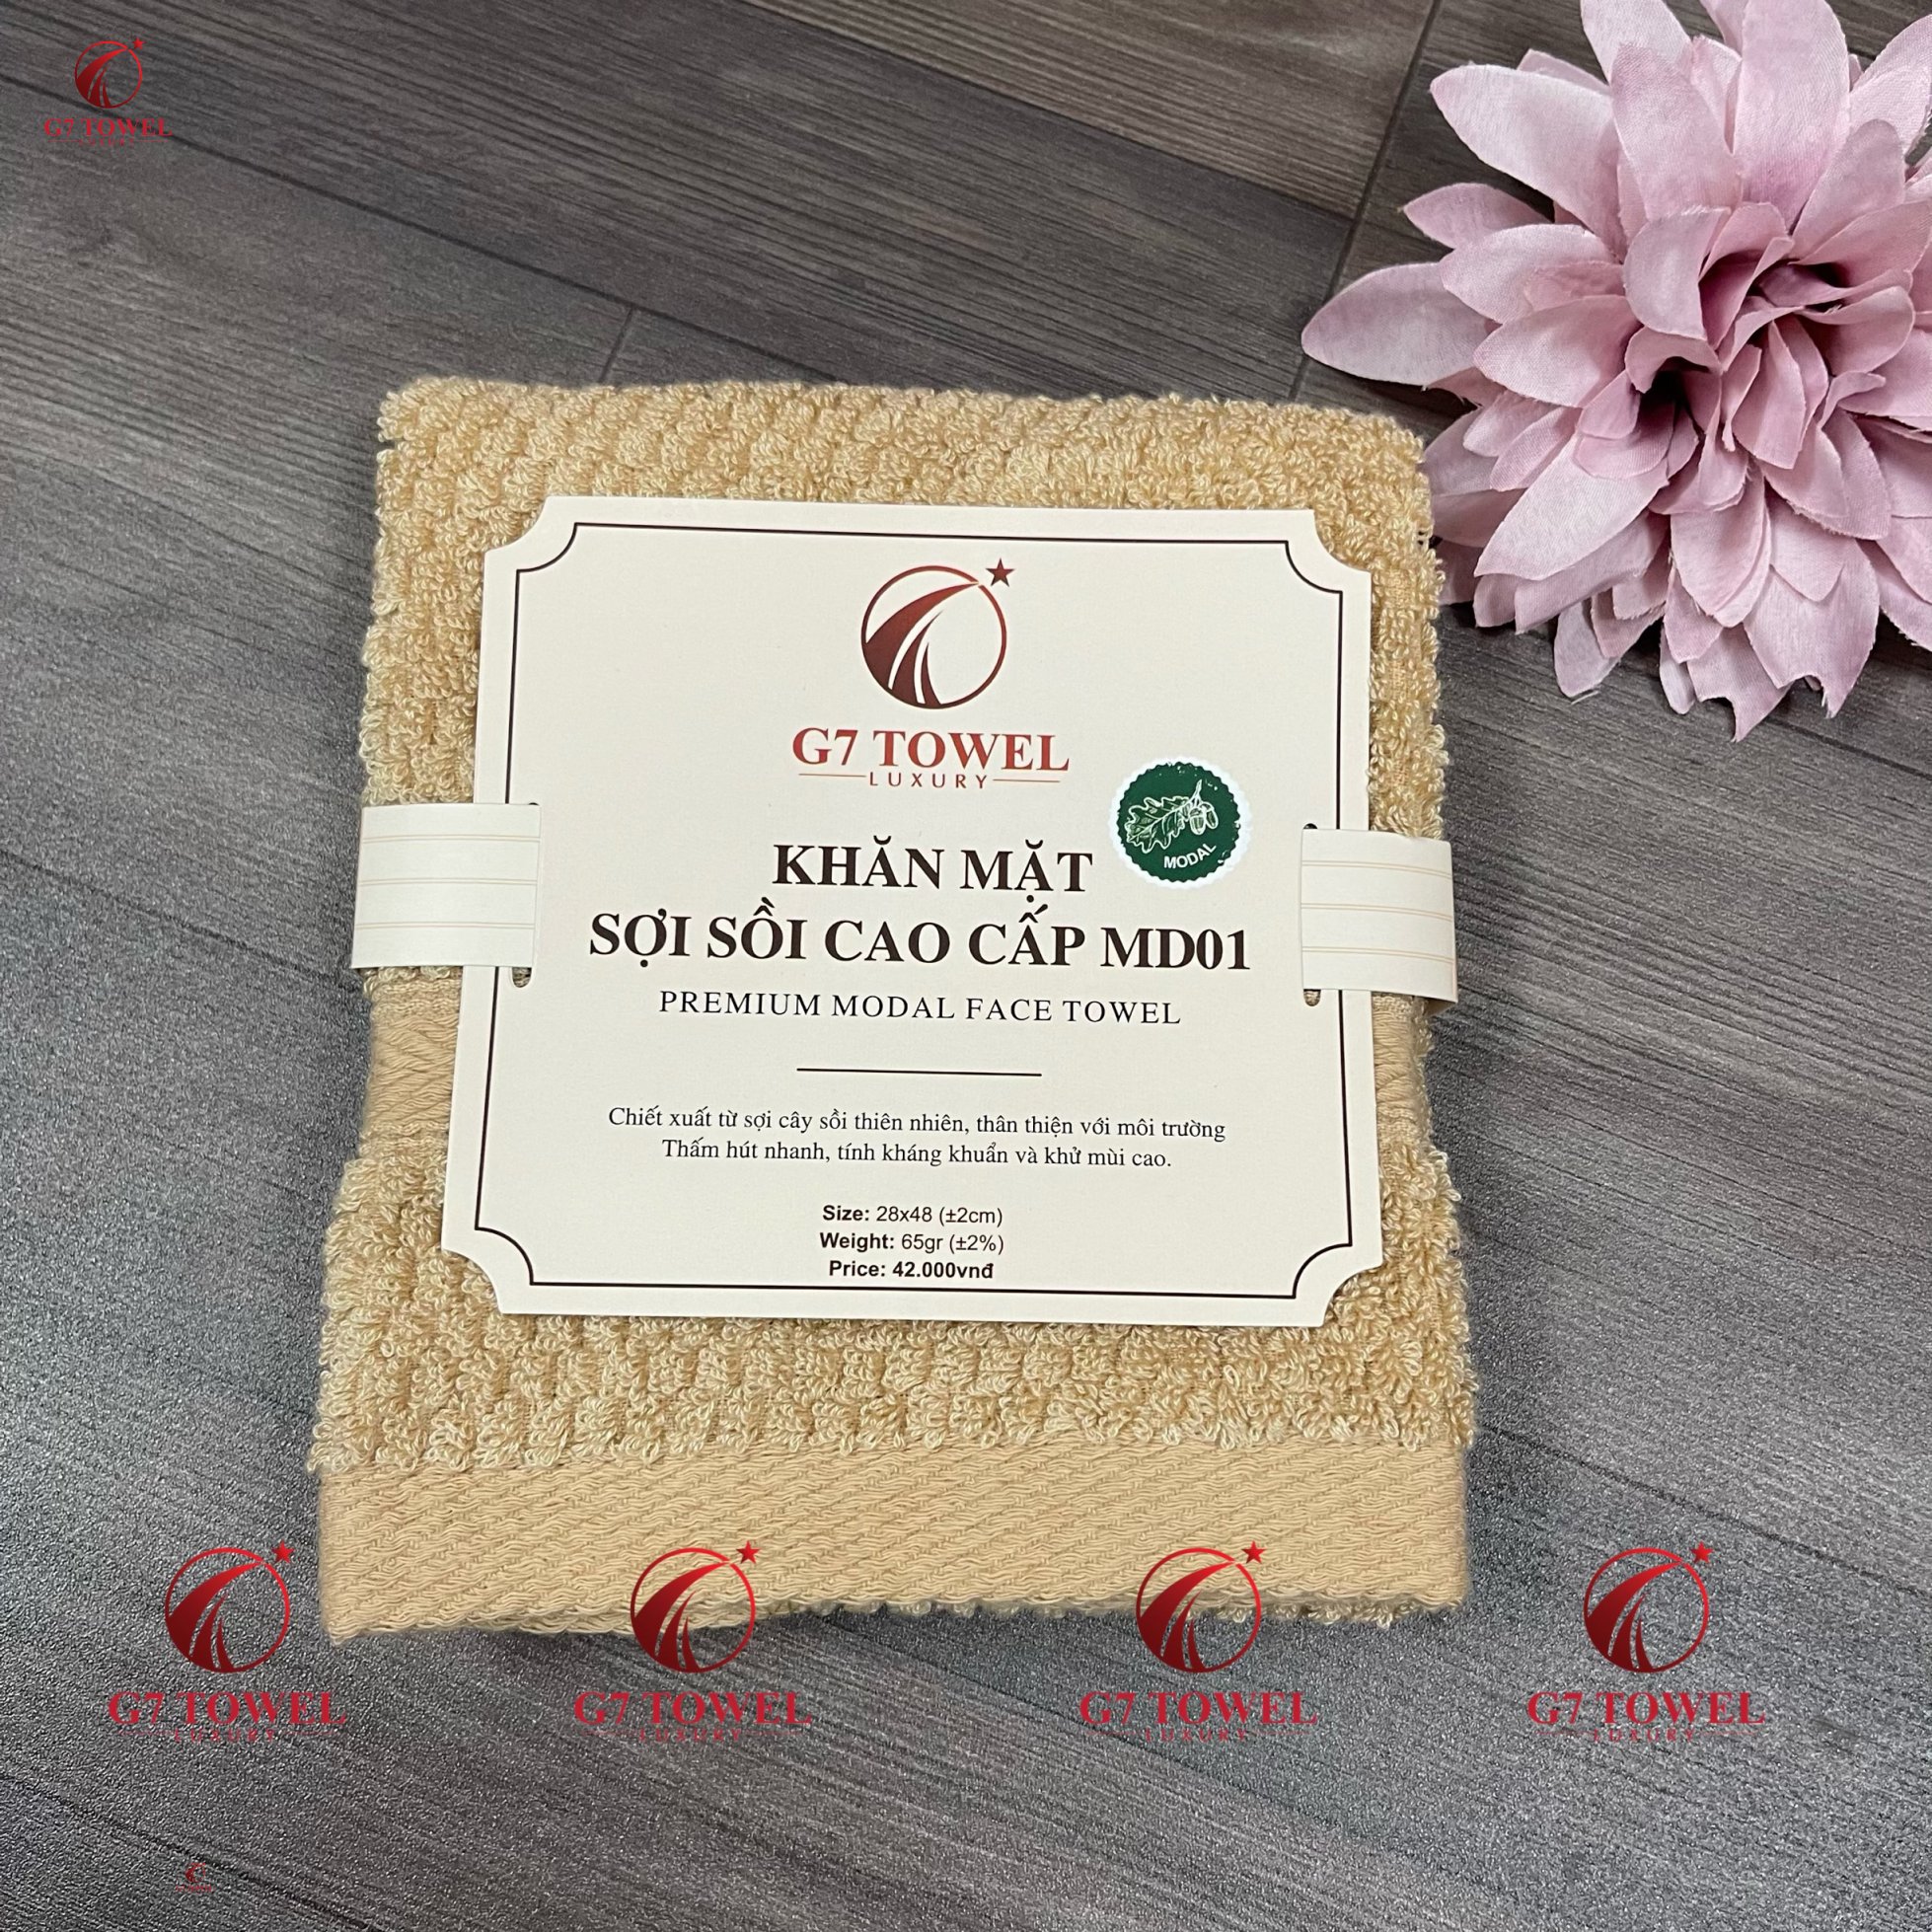 G7 TOWEL
G7 TOWEL
LUXURY
MODAL
KHĂN MẶT
SỢI SỒI CAO CẤP MD01
PREMIUM MODAL FACE TOWEL
Chiết xuất từ sợi cây sồi thiên nhiên, thân thiện với môi trường
Thấm hút nhanh, tính kháng khuẩn và khử mùi cao.
Size: 28x48 (±2cm)
Weight: 65gr (±2%)
Price: 42.000vnđ
G7 TOWEL
LUXURY
G7 TOWEL
LUXURY
G7 TOWEL
LUXURY
G7 TOWEL
LUXURY